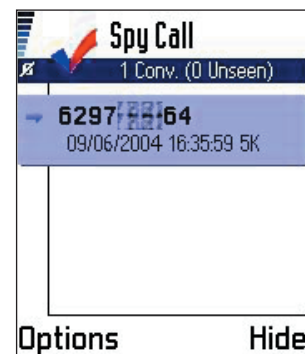 Spy Call
1 Conv. (0 Unseen)
6297 64
09/06/2004 16:35:59 5K
Options Hide